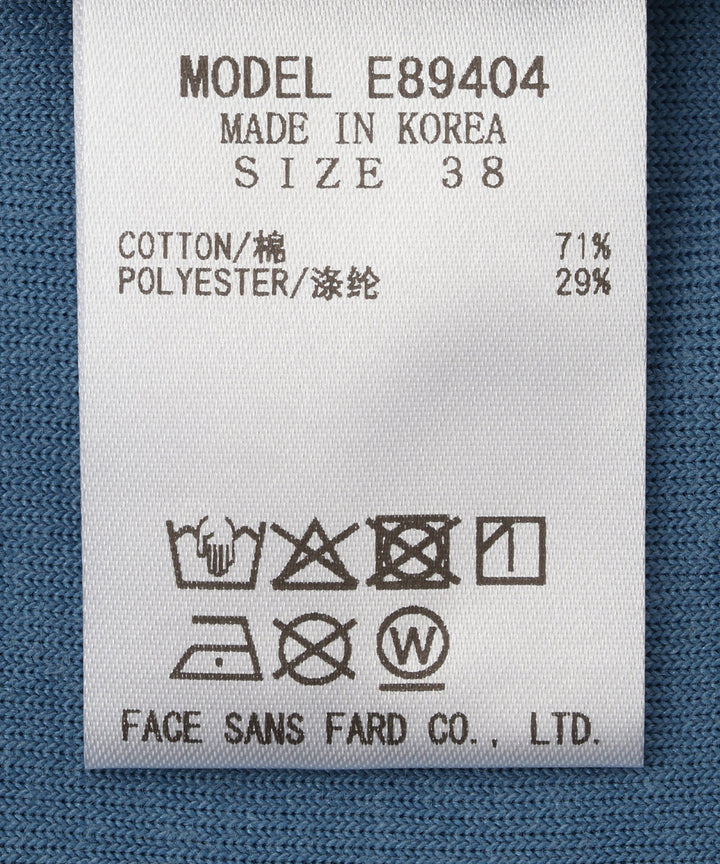 MODEL E89404
MADE IN KOREA
SIZE 38
COTTON/棉 71%
POLYESTER/涤纶 29%
W
FACE SANS FARD CO., LTD.